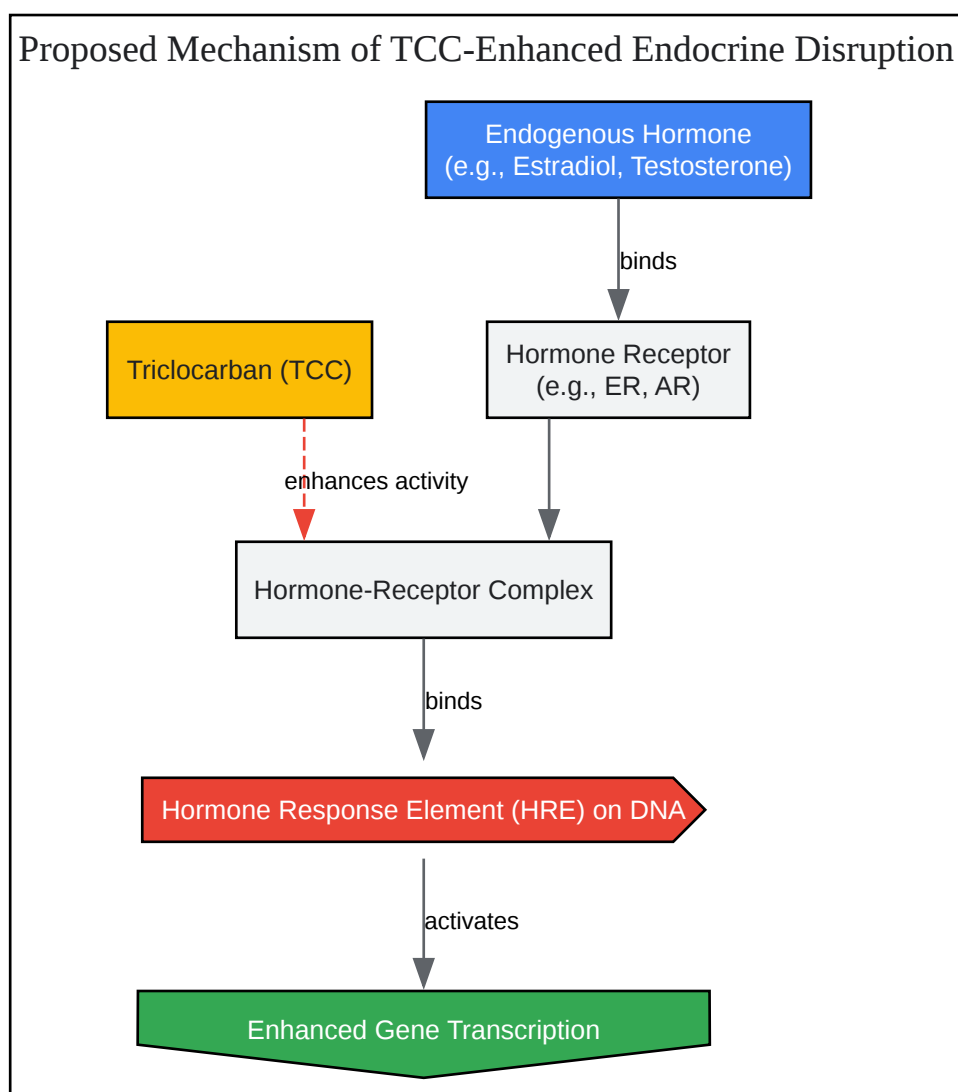 Proposed Mechanism of TCC-Enhanced Endocrine Disruption
Endogenous Hormone
(e.g., Estradiol, Testosterone)
binds
Triclocarban (TCC)
Hormone Receptor
(e.g., ER, AR)
enhances activity
Hormone-Receptor Complex
binds
Hormone Response Element (HRE) on DNA
activates
Enhanced Gene Transcription